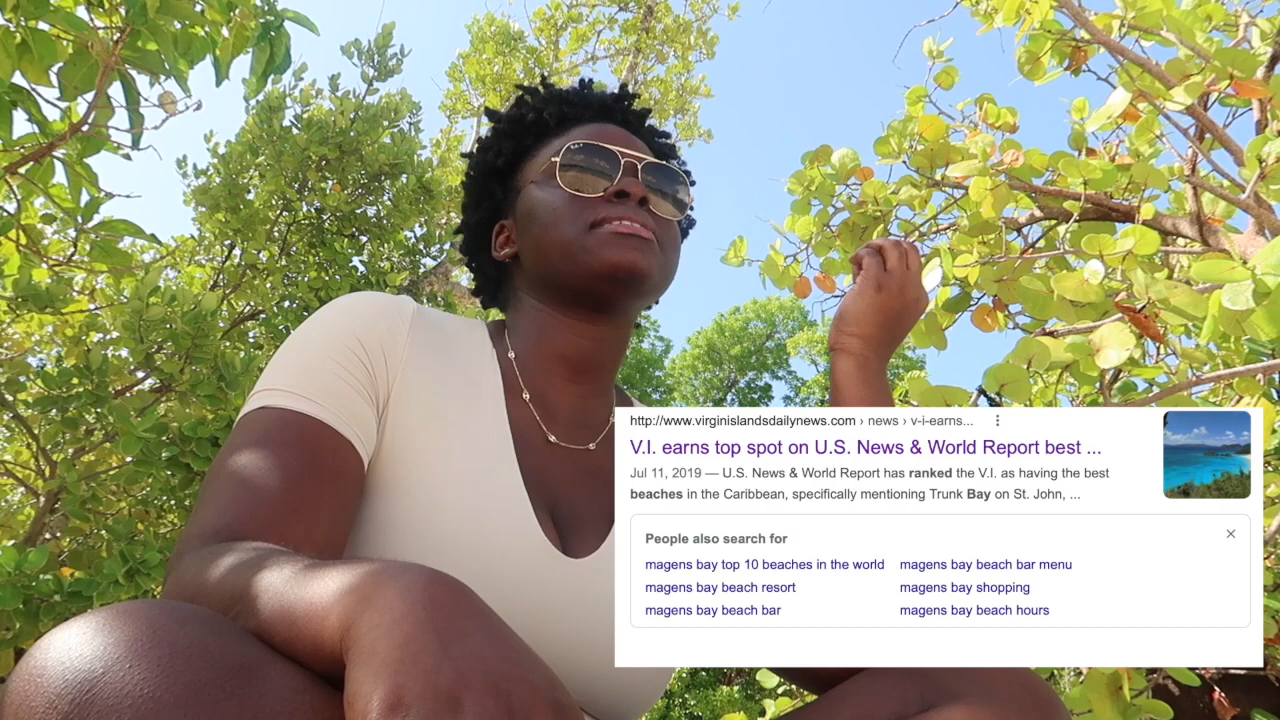 http://www.virginislandsdailynews.com › news › v-i-earns...
V.I. earns top spot on U.S. News & World Report best ...
Jul 11, 2019 — U.S. News & World Report has ranked the V.I. as having the best
beaches in the Caribbean, specifically mentioning Trunk Bay on St. John, ...
People also search for
magens bay top 10 beaches in the world
magens bay beach bar menu
magens bay beach resort
magens bay shopping
magens bay beach bar
magens bay beach hours